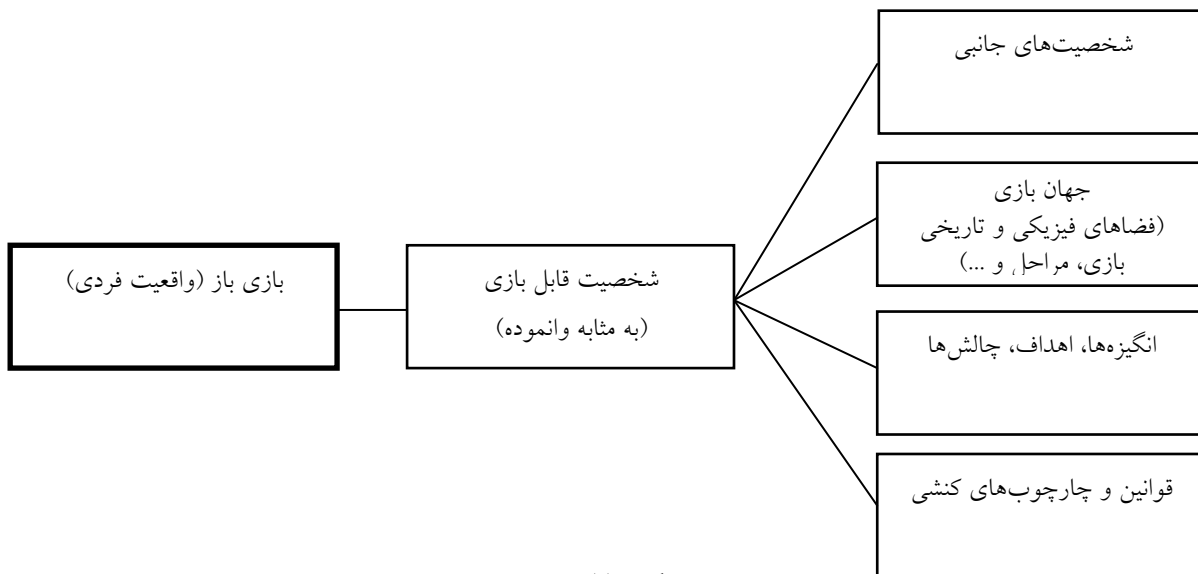 شخصیت‌های جانبی
جهان بازی
(فضاهای فیزیکی و تاریخی
بازی، مراحل و ...)
بازی باز (واقعیت فردی)
شخصیت قابل بازی
(به مثابه وانموده)
انگیزه‌ها، اهداف، چالش‌ها
قوانین و چارچوب‌های کنشی